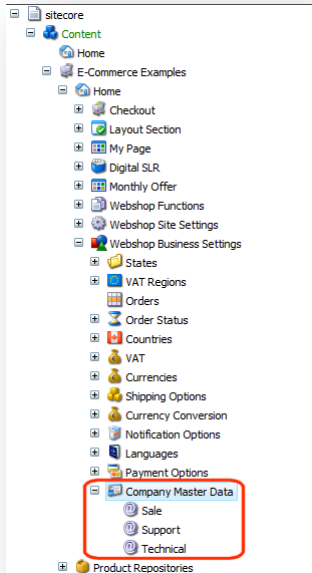 sitecore
Content
Home
E-Commerce Examples
Home
Checkout
Layout Section
My Page
Digital SLR
Monthly Offer
Webshop Functions
Webshop Site Settings
Webshop Business Settings
States
VAT Regions
Orders
Order Status
Countries
VAT
Currencies
Shipping Options
Currency Conversion
Notification Options
Languages
Payment Options
Company Master Data
Sale
Support
Technical
Product Repositories